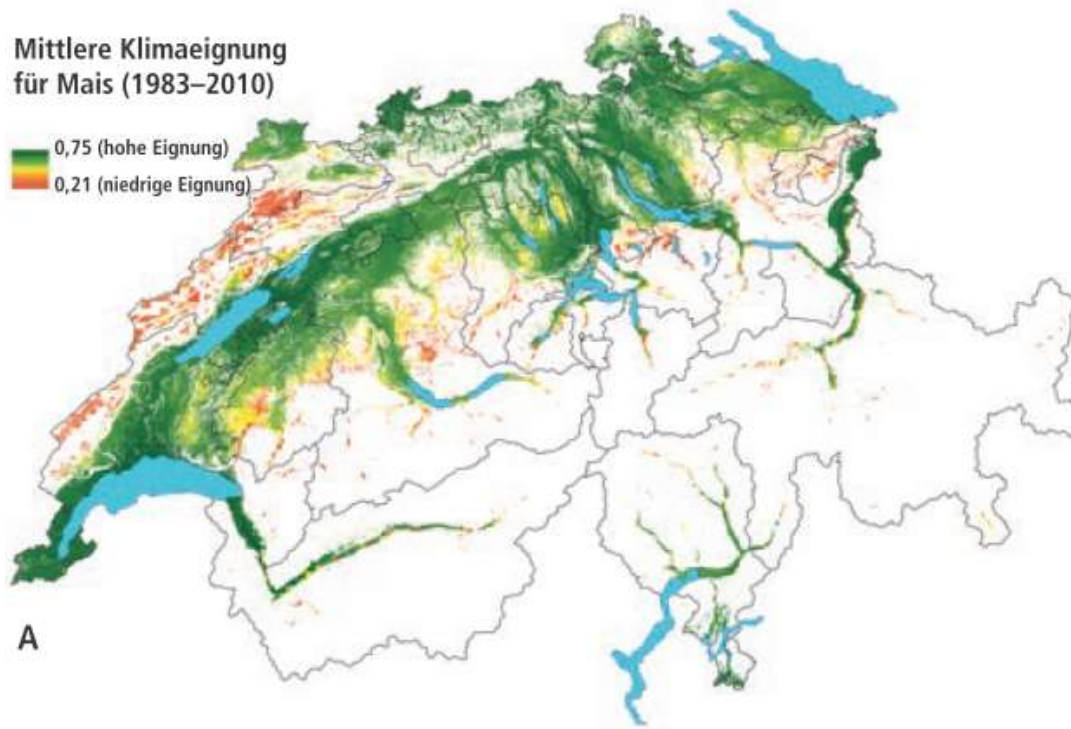 Mittlere Klimaeignung
für Mais (1983–2010)
0,75 (hohe Eignung)
0,21 (niedrige Eignung)
A